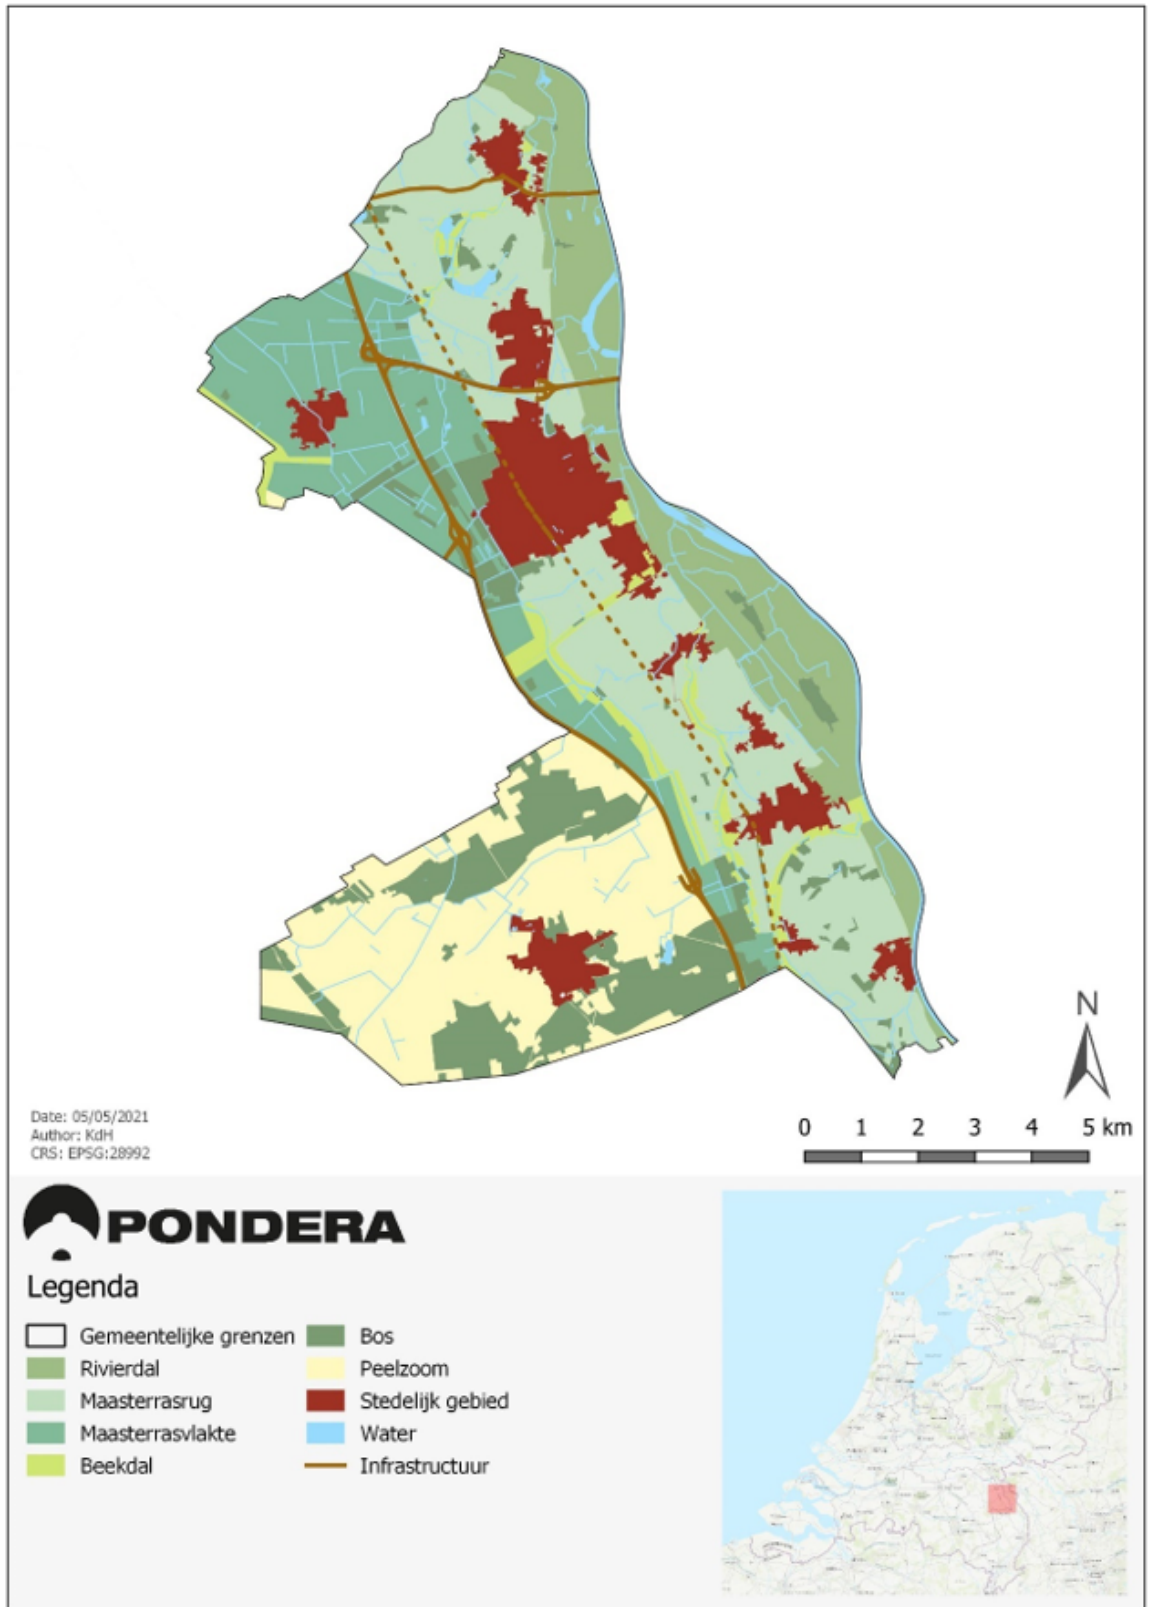 N
Date: 05/05/2021
Author: KdH
CRS: EPSG:28992
0 1 2 3 4 5 km
PONDERA
Legenda
Gemeentelijke grenzen
Rivierdal
Maasterrasrug
Maasterrasvlakte
Beekdal
Bos
Peelzoom
Stedelijk gebied
Water
Infrastructuur